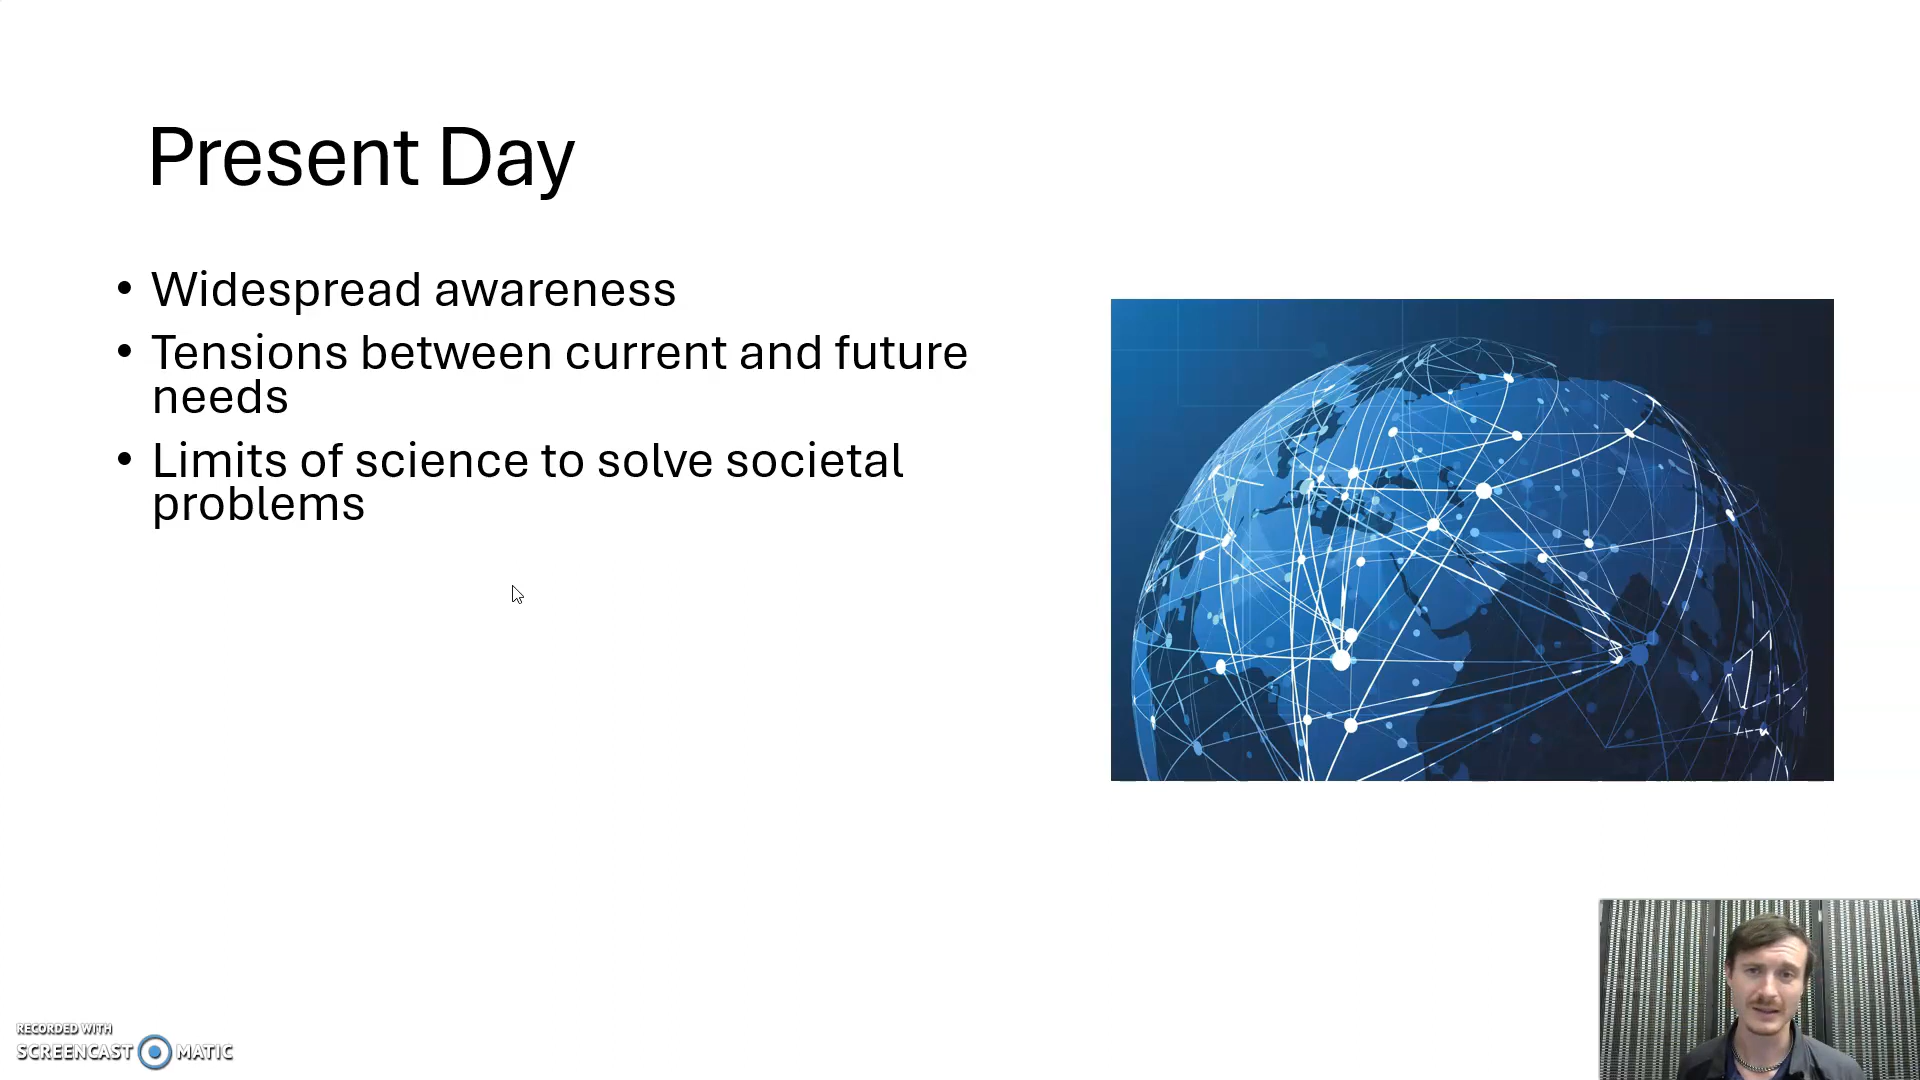 Present Day
• Widespread awareness
• Tensions between current and future
needs
• Limits of science to solve societal
problems
RECORDED WITH
SCREENCAST MATIC